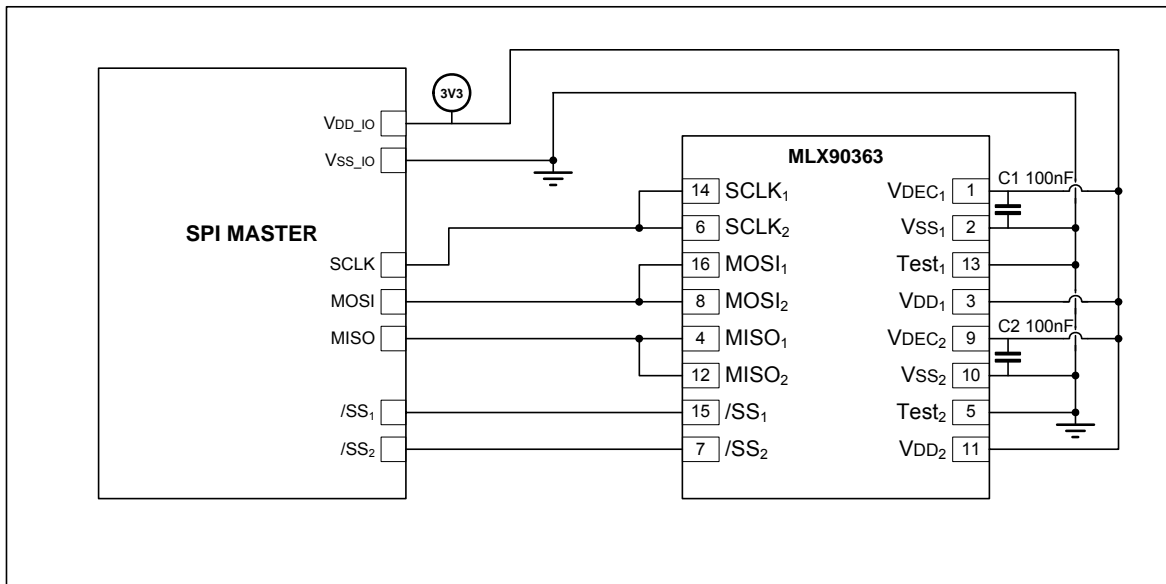 3V3
VDD_IO
VSS_IO
SPI MASTER
SCLK
MOSI
MISO
/SS1
/SS2
MLX90363
14 SCLK1
6 SCLK2
16 MOSI1
8 MOSI2
4 MISO1
12 MISO2
15 /SS1
7 /SS2
VDEC1 1
VSS1 2
Test1 13
VDD1 3
VDEC2 9
VSS2 10
Test2 5
VDD2 11
C1 100nF
C2 100nF